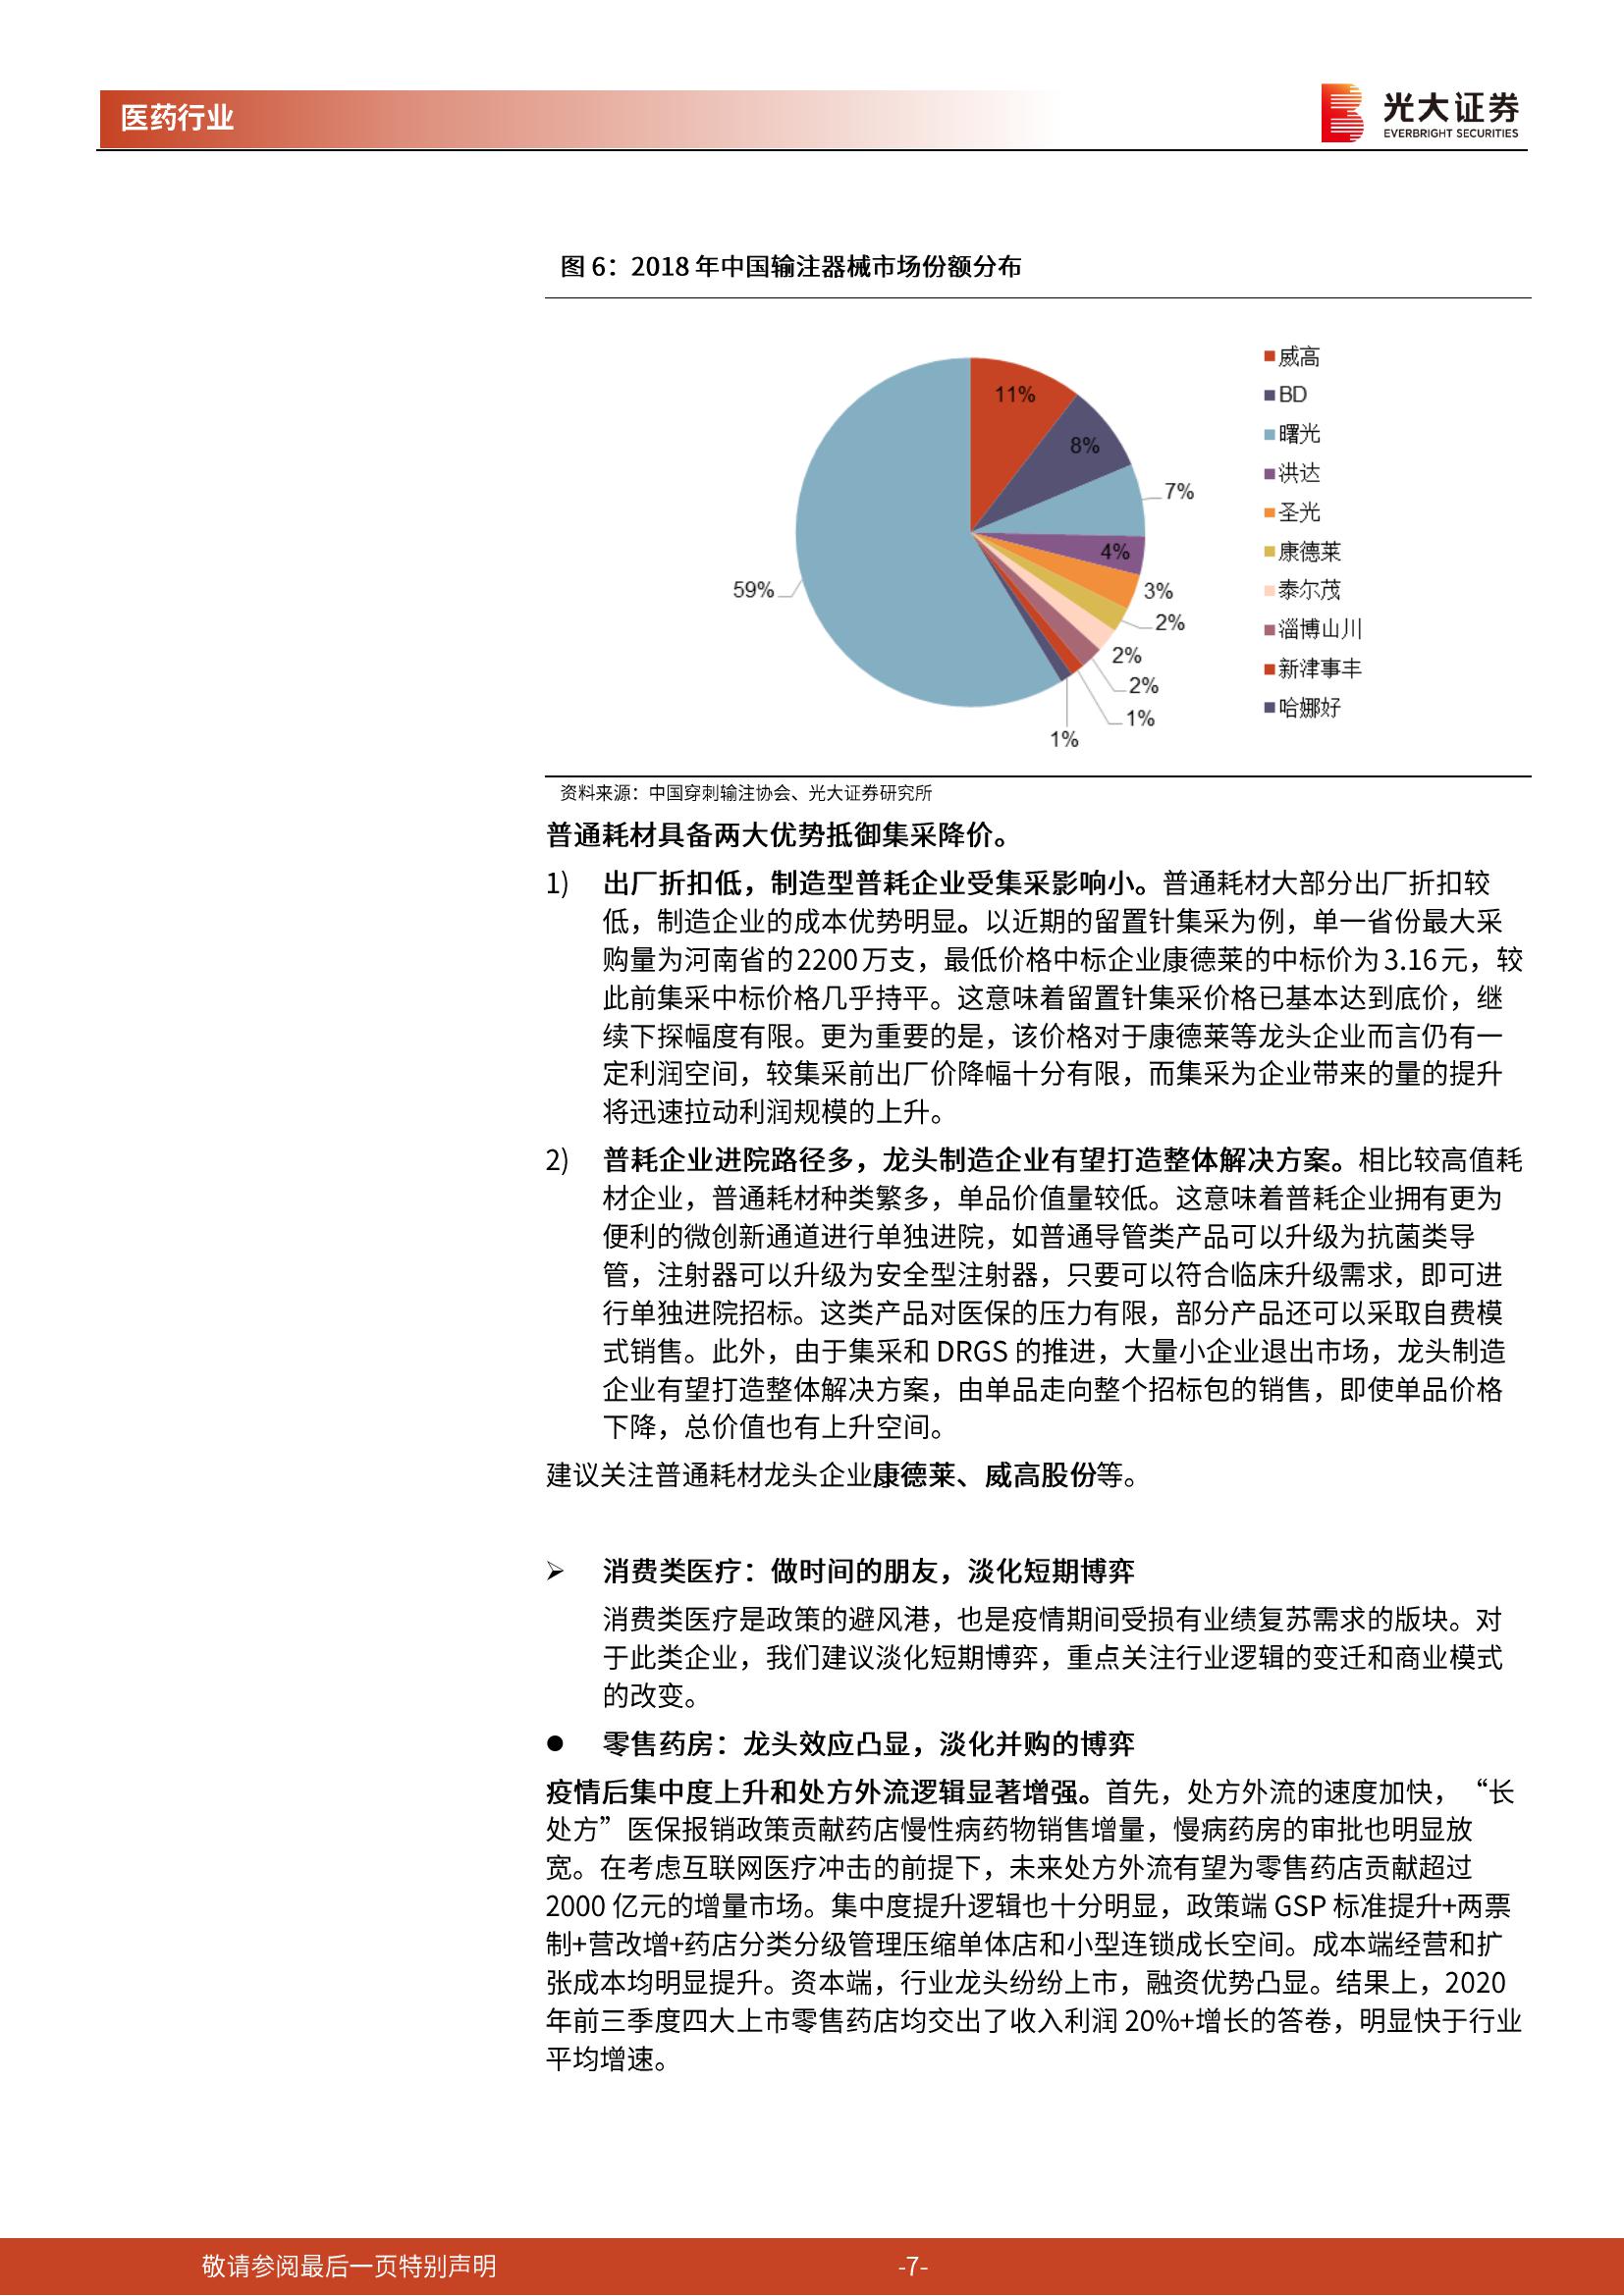 医药行业
光大证券
EVERBRIGHT SECURITIES
图 6：2018 年中国输注器械市场份额分布
11%
8%
7%
4%
3%
2%
2%
2%
1%
1%
59%
威高
BD
曙光
洪达
圣光
康德莱
泰尔茂
淄博山川
新津事丰
哈娜好
资料来源：中国穿刺输注协会、光大证券研究所
普通耗材具备两大优势抵御集采降价。
1) 出厂折扣低，制造型普耗企业受集采影响小。普通耗材大部分出厂折扣较
低，制造企业的成本优势明显。以近期的留置针集采为例，单一省份最大采
购量为河南省的 2200 万支，最低价格中标企业康德莱的中标价为 3.16 元，较
此前集采中标价格几乎持平。这意味着留置针集采价格已基本达到底价，继
续下探幅度有限。更为重要的是，该价格对于康德莱等龙头企业而言仍有一
定利润空间，较集采前出厂价降幅十分有限，而集采为企业带来的量的提升
将迅速拉动利润规模的上升。
2) 普耗企业进院路径多，龙头制造企业有望打造整体解决方案。相比较高值耗
材企业，普通耗材种类繁多，单品价值量较低。这意味着普耗企业拥有更为
便利的微创新通道进行单独进院，如普通导管类产品可以升级为抗菌类导
管，注射器可以升级为安全型注射器，只要可以符合临床升级需求，即可进
行单独进院招标。这类产品对医保的压力有限，部分产品还可以采取自费模
式销售。此外，由于集采和 DRGS 的推进，大量小企业退出市场，龙头制造
企业有望打造整体解决方案，由单品走向整个招标包的销售，即使单品价格
下降，总价值也有上升空间。
建议关注普通耗材龙头企业康德莱、威高股份等。
➢ 消费类医疗：做时间的朋友，淡化短期博弈
消费类医疗是政策的避风港，也是疫情期间受损有业绩复苏需求的版块。对
于此类企业，我们建议淡化短期博弈，重点关注行业逻辑的变迁和商业模式
的改变。
● 零售药房：龙头效应凸显，淡化并购的博弈
疫情后集中度上升和处方外流逻辑显著增强。首先，处方外流的速度加快，“长
处方”医保报销政策贡献药店慢性病药物销售增量，慢病药房的审批也明显放
宽。在考虑互联网医疗冲击的前提下，未来处方外流有望为零售药店贡献超过
2000 亿元的增量市场。集中度提升逻辑也十分明显，政策端 GSP 标准提升+两票
制+营改增+药店分类分级管理压缩单体店和小型连锁成长空间。成本端经营和扩
张成本均明显提升。资本端，行业龙头纷纷上市，融资优势凸显。结果上，2020
年前三季度四大上市零售药店均交出了收入利润 20%+增长的答卷，明显快于行业
平均增速。
敬请参阅最后一页特别声明
-7-